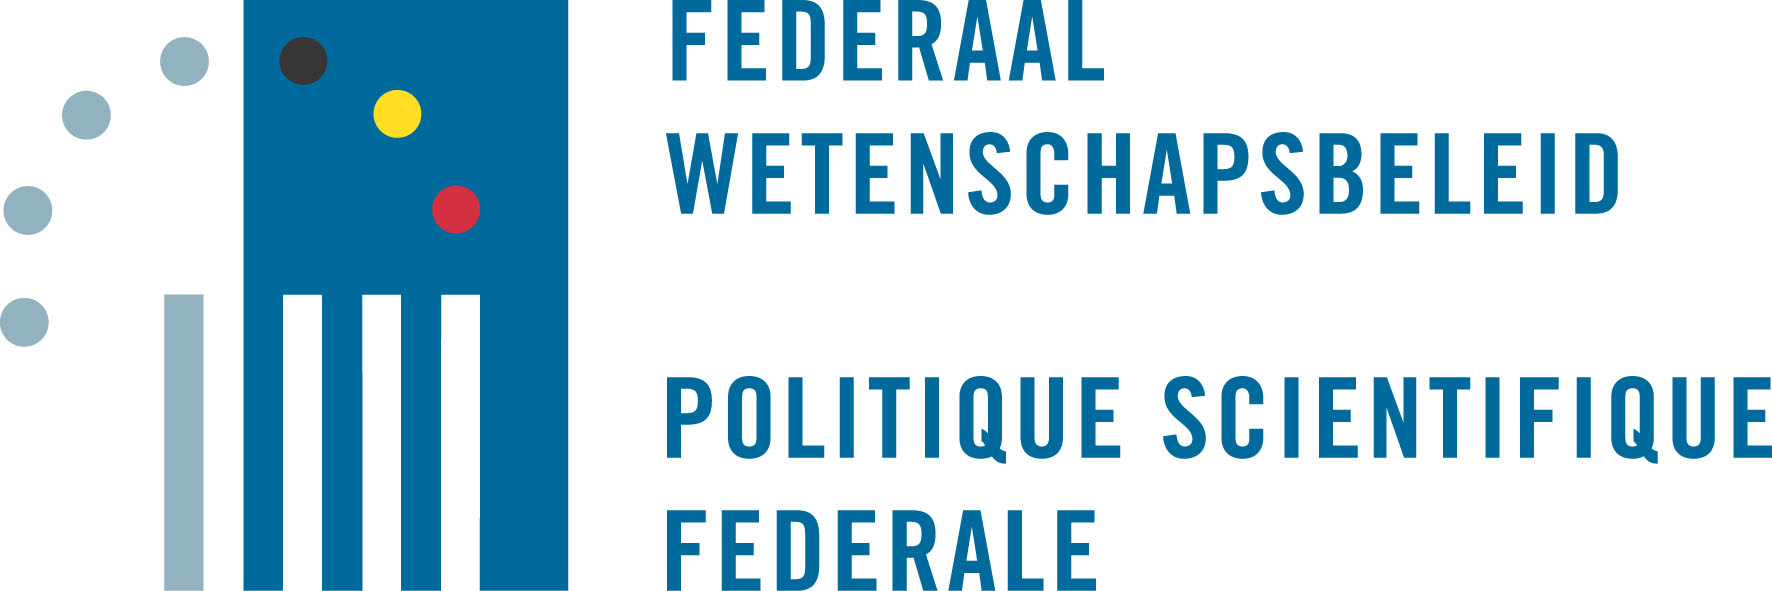 FEDERAAL
WETENSCHAPSBELEID
POLITIQUE SCIENTIFIQUE
FEDERALE